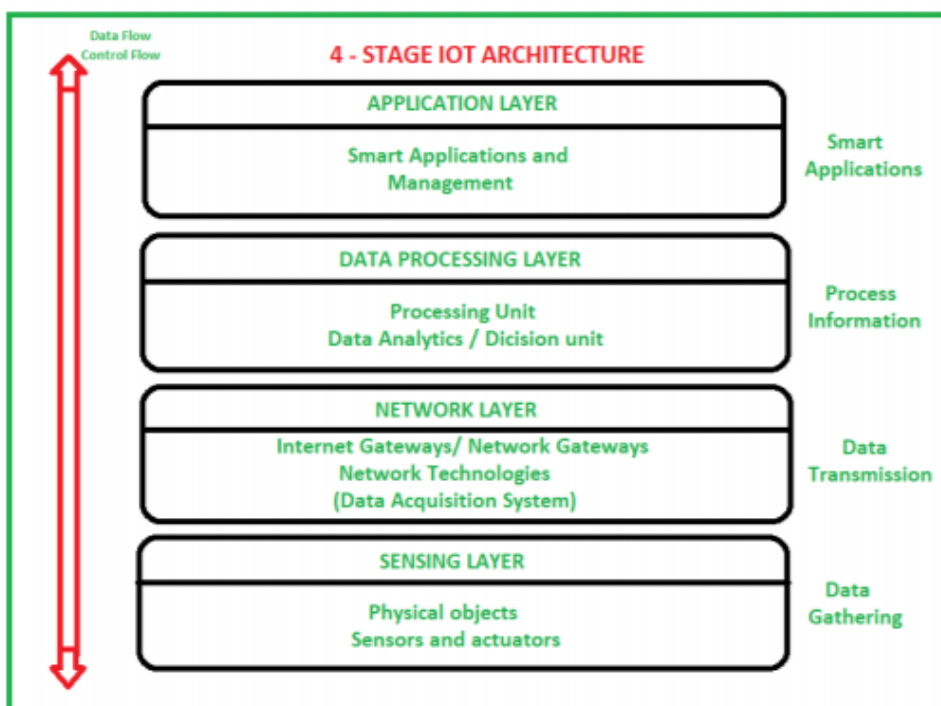 Data Flow
Control Flow
4 - STAGE IOT ARCHITECTURE
APPLICATION LAYER
Smart Applications and
Management
Smart
Applications
DATA PROCESSING LAYER
Processing Unit
Data Analytics / Dicision unit
Process
Information
NETWORK LAYER
Internet Gateways/ Network Gateways
Network Technologies
(Data Acquisition System)
Data
Transmission
SENSING LAYER
Physical objects
Sensors and actuators
Data
Gathering